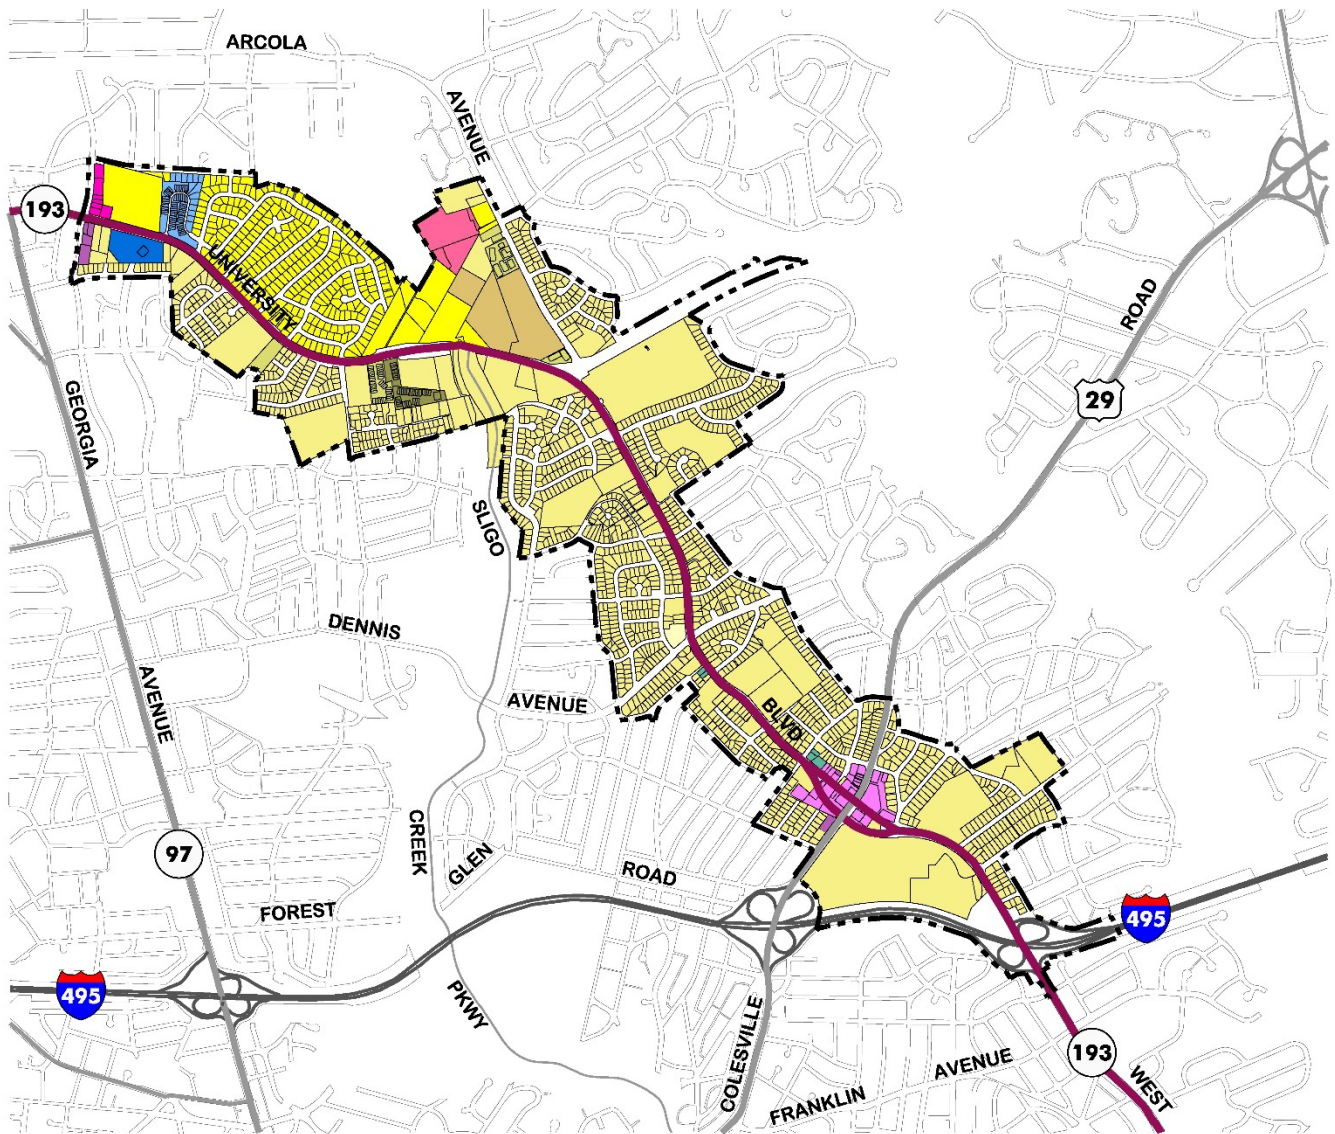 ARCOLA
AVENUE
193
UNIVERSITY
ROAD
29
GEORGIA
SLIGO
DENNIS
AVENUE
AVENUE
BLVD
CREEK
97
GLEN
ROAD
FOREST
495
495
PKWY
COLESVILLE
193
AVENUE
WEST
FRANKLIN